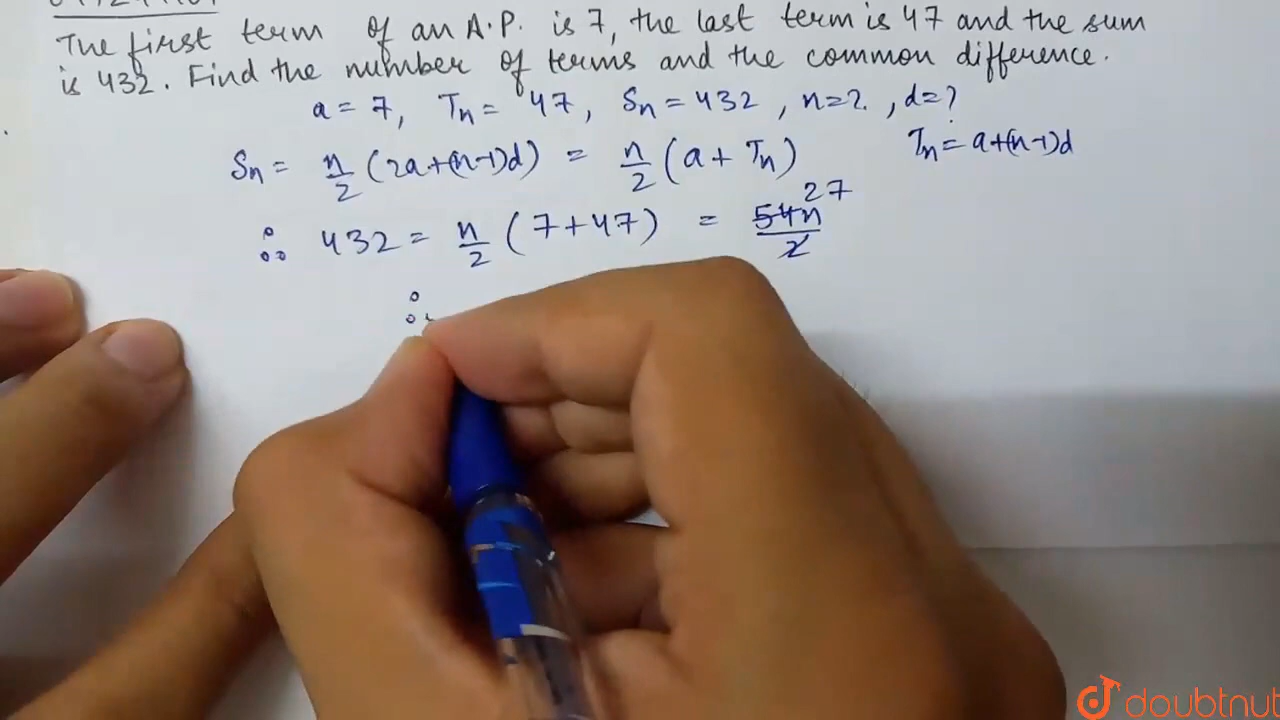 The first term of an A.P. is 7, the last term is 47 and the sum
is 432. Find the number of terms and the common difference.
a = 7, Tn = 47, Sn = 432, n=?, d=?
Sn = n/2 (2a+(n-1)d) = n/2 (a + Tn) Tn = a+(n-1)d
∴ 432 = n/2 (7+47) = 54n/2 27
∴
doubtnut